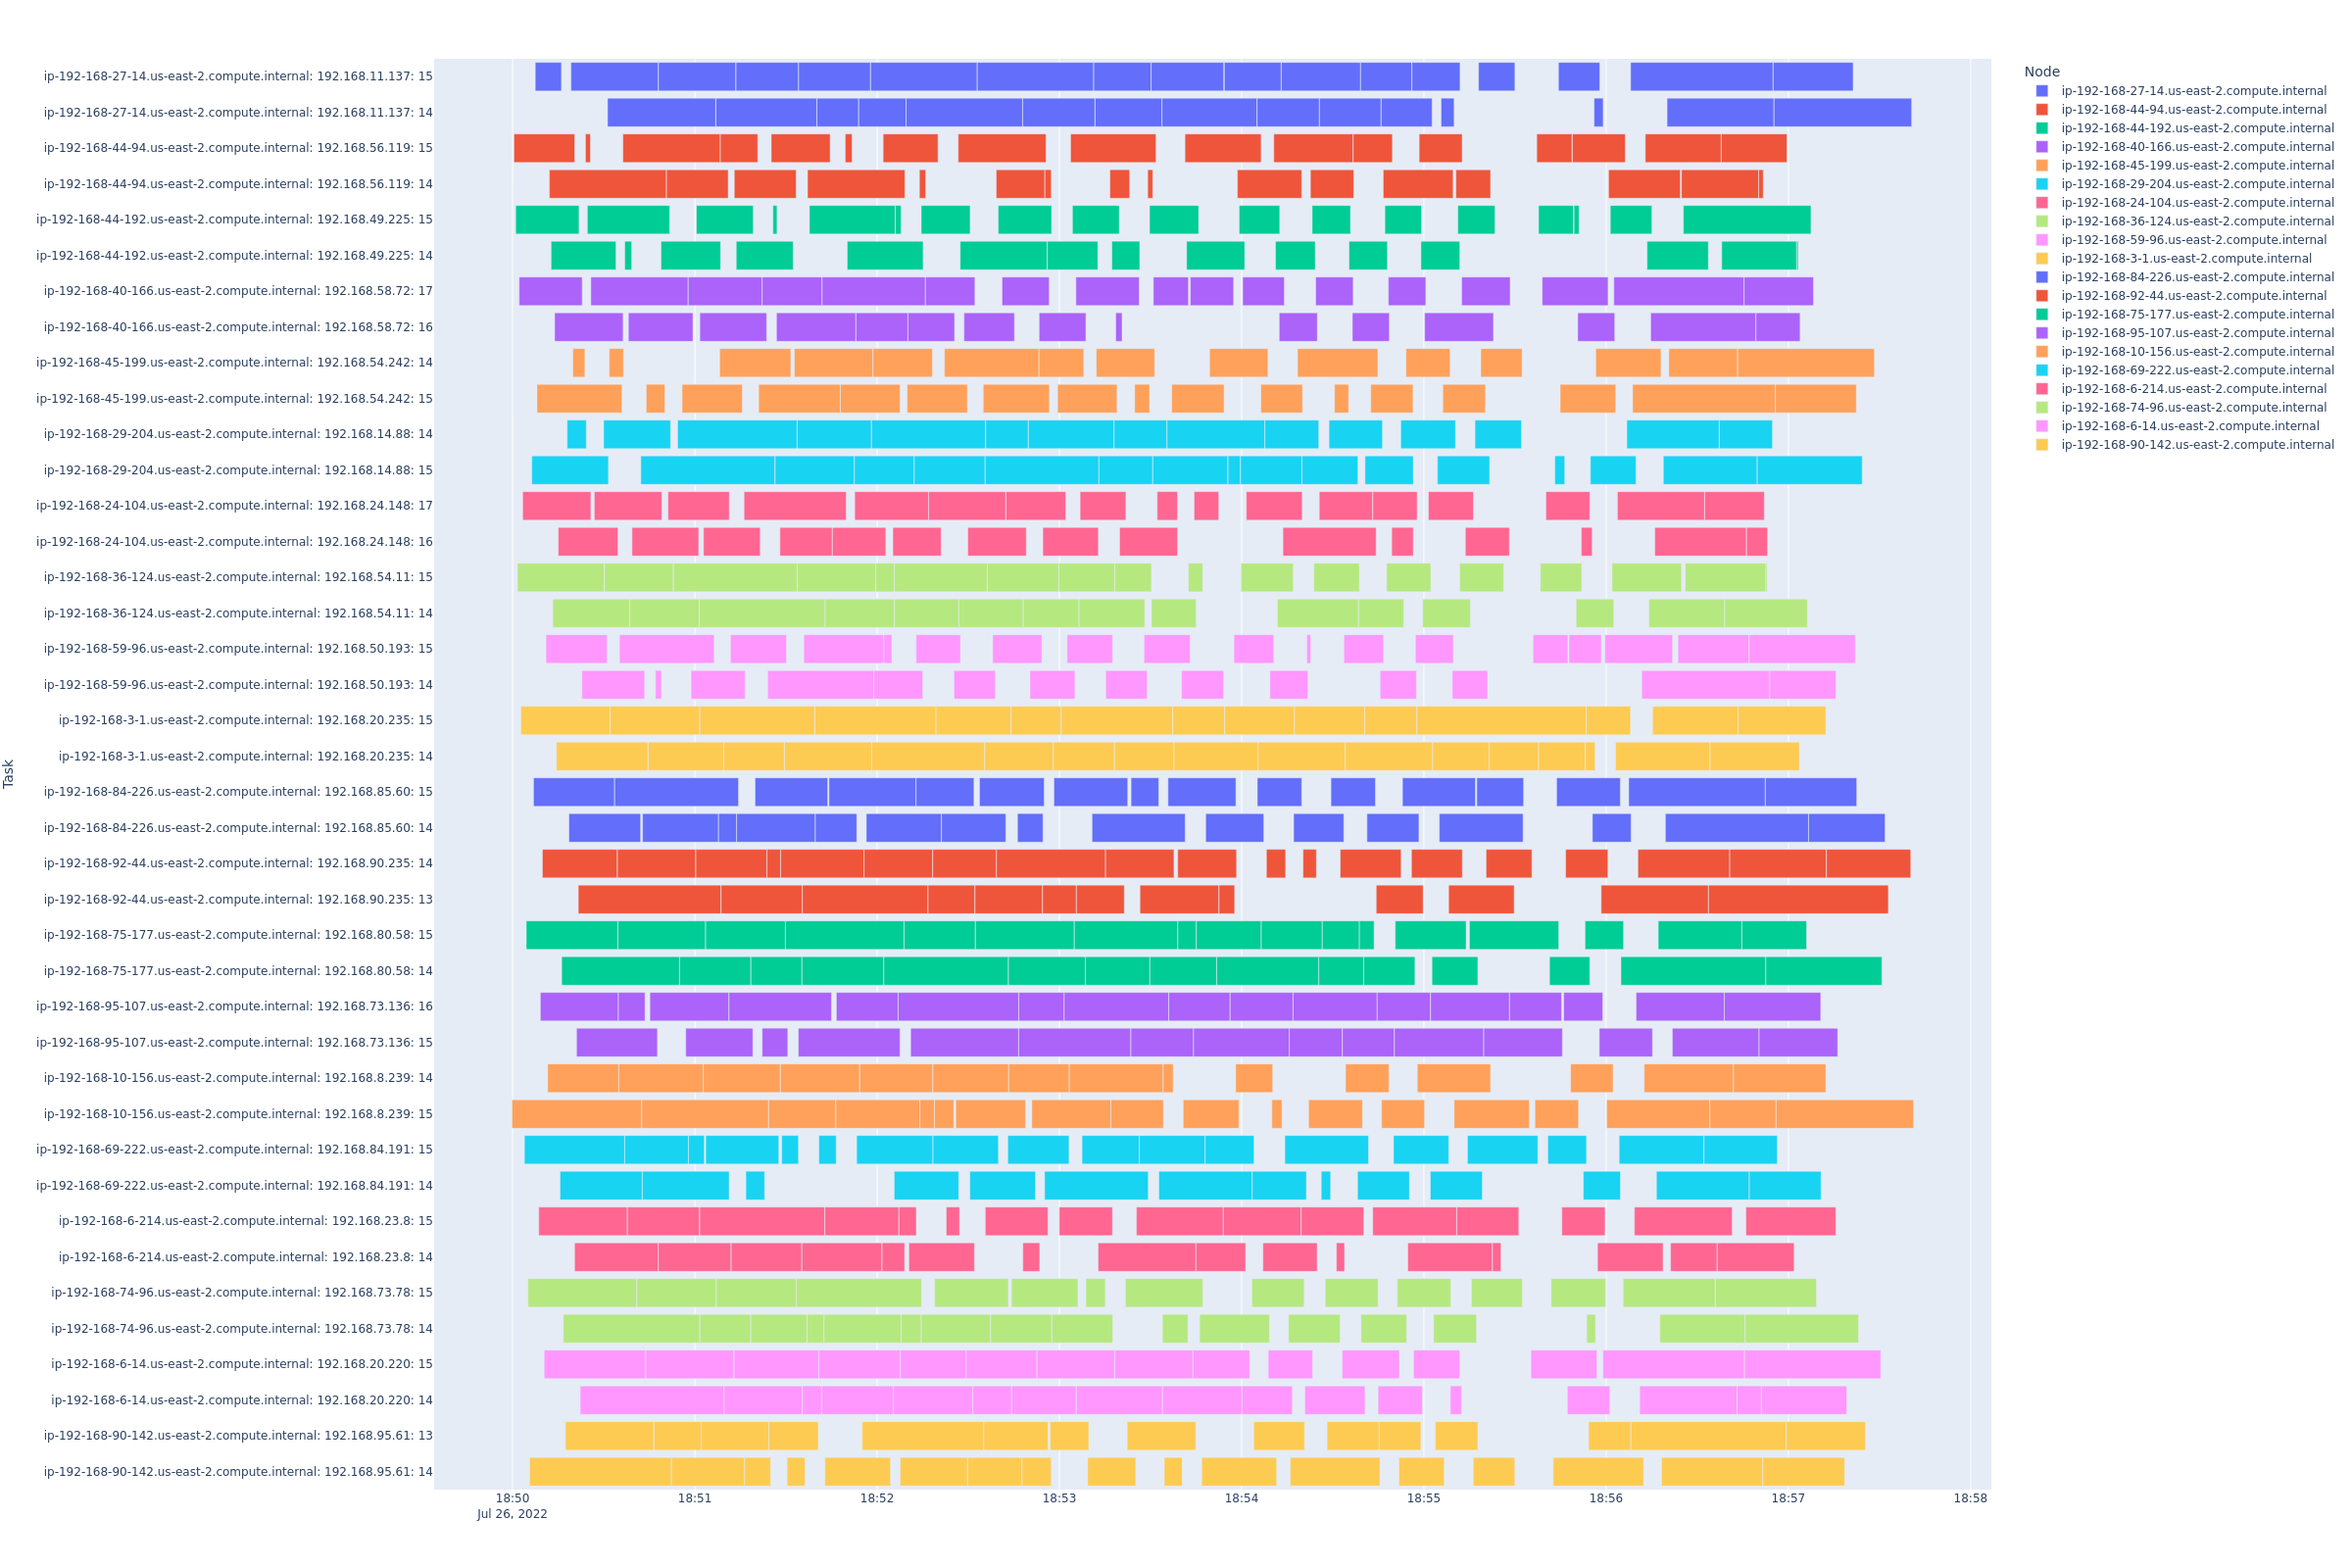 ip-192-168-27-14.us-east-2.compute.internal: 192.168.11.137: 15
ip-192-168-27-14.us-east-2.compute.internal: 192.168.11.137: 14
ip-192-168-44-94.us-east-2.compute.internal: 192.168.56.119: 15
ip-192-168-44-94.us-east-2.compute.internal: 192.168.56.119: 14
ip-192-168-44-192.us-east-2.compute.internal: 192.168.49.225: 15
ip-192-168-44-192.us-east-2.compute.internal: 192.168.49.225: 14
ip-192-168-40-166.us-east-2.compute.internal: 192.168.58.72: 17
ip-192-168-40-166.us-east-2.compute.internal: 192.168.58.72: 16
ip-192-168-45-199.us-east-2.compute.internal: 192.168.54.242: 14
ip-192-168-45-199.us-east-2.compute.internal: 192.168.54.242: 15
ip-192-168-29-204.us-east-2.compute.internal: 192.168.14.88: 14
ip-192-168-29-204.us-east-2.compute.internal: 192.168.14.88: 15
ip-192-168-24-104.us-east-2.compute.internal: 192.168.24.148: 17
ip-192-168-24-104.us-east-2.compute.internal: 192.168.24.148: 16
ip-192-168-36-124.us-east-2.compute.internal: 192.168.54.11: 15
ip-192-168-36-124.us-east-2.compute.internal: 192.168.54.11: 14
ip-192-168-59-96.us-east-2.compute.internal: 192.168.50.193: 15
ip-192-168-59-96.us-east-2.compute.internal: 192.168.50.193: 14
ip-192-168-3-1.us-east-2.compute.internal: 192.168.20.235: 15
ip-192-168-3-1.us-east-2.compute.internal: 192.168.20.235: 14
ip-192-168-84-226.us-east-2.compute.internal: 192.168.85.60: 15
ip-192-168-84-226.us-east-2.compute.internal: 192.168.85.60: 14
ip-192-168-92-44.us-east-2.compute.internal: 192.168.90.235: 14
ip-192-168-92-44.us-east-2.compute.internal: 192.168.90.235: 13
ip-192-168-75-177.us-east-2.compute.internal: 192.168.80.58: 15
ip-192-168-75-177.us-east-2.compute.internal: 192.168.80.58: 14
ip-192-168-95-107.us-east-2.compute.internal: 192.168.73.136: 16
ip-192-168-95-107.us-east-2.compute.internal: 192.168.73.136: 15
ip-192-168-10-156.us-east-2.compute.internal: 192.168.8.239: 14
ip-192-168-10-156.us-east-2.compute.internal: 192.168.8.239: 15
ip-192-168-69-222.us-east-2.compute.internal: 192.168.84.191: 15
ip-192-168-69-222.us-east-2.compute.internal: 192.168.84.191: 14
ip-192-168-6-214.us-east-2.compute.internal: 192.168.23.8: 15
ip-192-168-6-214.us-east-2.compute.internal: 192.168.23.8: 14
ip-192-168-74-96.us-east-2.compute.internal: 192.168.73.78: 15
ip-192-168-74-96.us-east-2.compute.internal: 192.168.73.78: 14
ip-192-168-6-14.us-east-2.compute.internal: 192.168.20.220: 15
ip-192-168-6-14.us-east-2.compute.internal: 192.168.20.220: 14
ip-192-168-90-142.us-east-2.compute.internal: 192.168.95.61: 13
ip-192-168-90-142.us-east-2.compute.internal: 192.168.95.61: 14
Task
18:50 18:51 18:52 18:53 18:54 18:55 18:56 18:57 18:58
Jul 26, 2022
Node
ip-192-168-27-14.us-east-2.compute.internal
ip-192-168-44-94.us-east-2.compute.internal
ip-192-168-44-192.us-east-2.compute.internal
ip-192-168-40-166.us-east-2.compute.internal
ip-192-168-45-199.us-east-2.compute.internal
ip-192-168-29-204.us-east-2.compute.internal
ip-192-168-24-104.us-east-2.compute.internal
ip-192-168-36-124.us-east-2.compute.internal
ip-192-168-59-96.us-east-2.compute.internal
ip-192-168-3-1.us-east-2.compute.internal
ip-192-168-84-226.us-east-2.compute.internal
ip-192-168-92-44.us-east-2.compute.internal
ip-192-168-75-177.us-east-2.compute.internal
ip-192-168-95-107.us-east-2.compute.internal
ip-192-168-10-156.us-east-2.compute.internal
ip-192-168-69-222.us-east-2.compute.internal
ip-192-168-6-214.us-east-2.compute.internal
ip-192-168-74-96.us-east-2.compute.internal
ip-192-168-6-14.us-east-2.compute.internal
ip-192-168-90-142.us-east-2.compute.internal